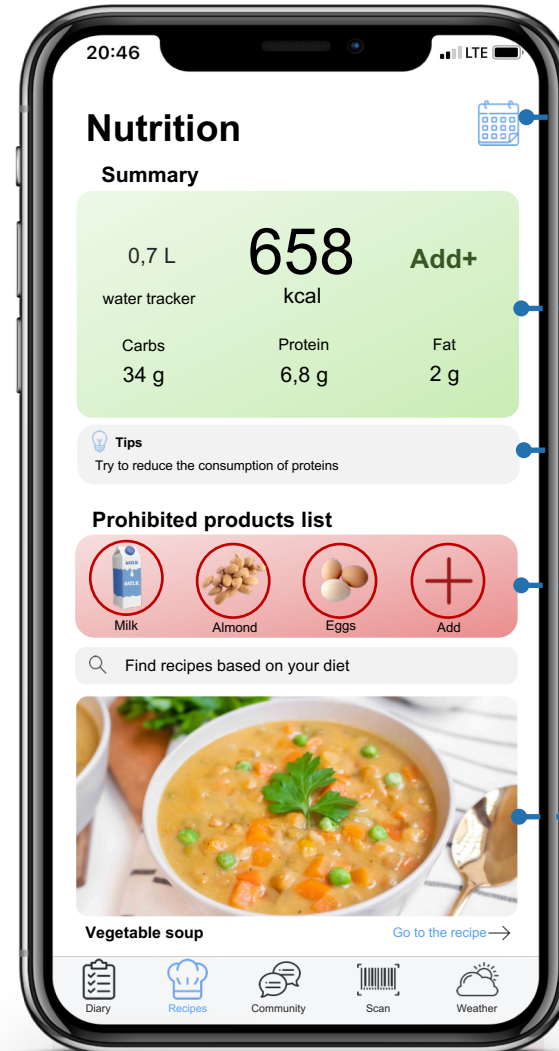 20:46
LTE
Nutrition
Summary
0,7 L
658
Add+
water tracker
kcal
Carbs
Protein
Fat
34 g
6,8 g
2 g
Tips
Try to reduce the consumption of proteins
Prohibited products list
MILK
MILK
Milk
Almond
Eggs
Add
Find recipes based on your diet
Vegetable soup
Go to the recipe
Diary
Recipes
Community
Scan
Weather